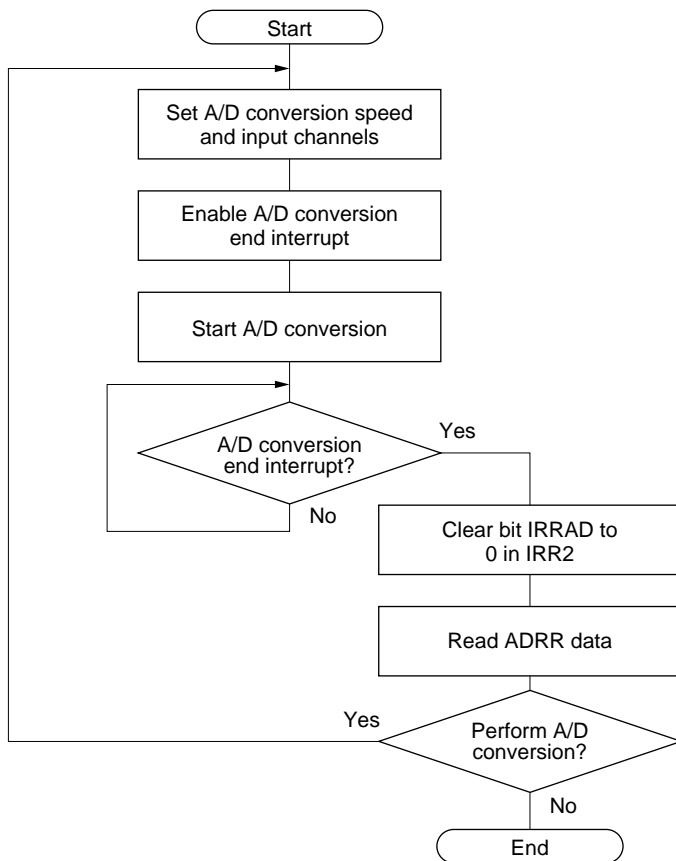 Start
Set A/D conversion speed
and input channels
Enable A/D conversion
end interrupt
Start A/D conversion
A/D conversion
end interrupt?
Yes
No
Clear bit IRRAD to
0 in IRR2
Read ADRR data
Yes
Perform A/D
conversion?
No
End